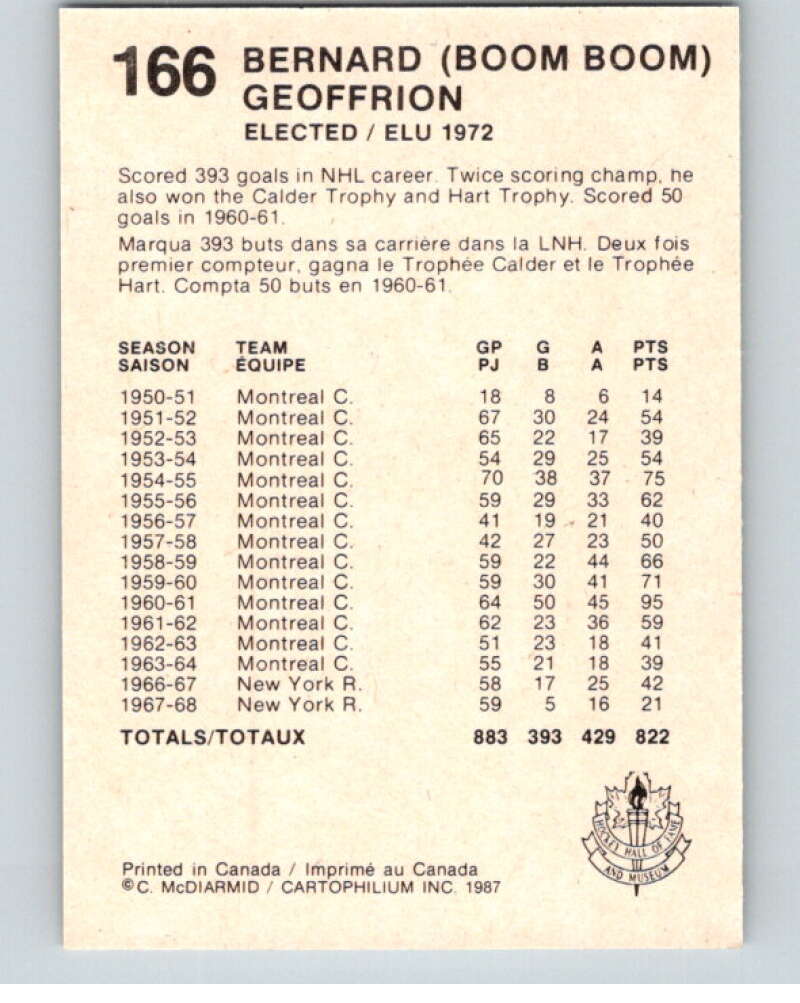 166 BERNARD (BOOM BOOM)
GEOFFRION
ELECTED / ELU 1972
Scored 393 goals in NHL career. Twice scoring champ, he
also won the Calder Trophy and Hart Trophy. Scored 50
goals in 1960-61.
Marqua 393 buts dans sa carrière dans la LNH. Deux fois
premier compteur, gagna le Trophée Calder et le Trophée
Hart. Compta 50 buts en 1960-61.
SEASON TEAM GP G A PTS
SAISON ÉQUIPE PJ B A PTS
1950-51 Montreal C. 18 8 6 14
1951-52 Montreal C. 67 30 24 54
1952-53 Montreal C. 65 22 17 39
1953-54 Montreal C. 54 29 25 54
1954-55 Montreal C. 70 38 37 75
1955-56 Montreal C. 59 29 33 62
1956-57 Montreal C. 41 19 21 40
1957-58 Montreal C. 42 27 23 50
1958-59 Montreal C. 59 22 44 66
1959-60 Montreal C. 59 30 41 71
1960-61 Montreal C. 64 50 45 95
1961-62 Montreal C. 62 23 36 59
1962-63 Montreal C. 51 23 18 41
1963-64 Montreal C. 55 21 18 39
1966-67 New York R. 58 17 25 42
1967-68 New York R. 59 5 16 21
TOTALS/TOTAUX 883 393 429 822
HOCKEY HALL OF FAME
AND MUSEUM
Printed in Canada / Imprimé au Canada
© C. McDIARMID / CARTOPHILIUM INC. 1987